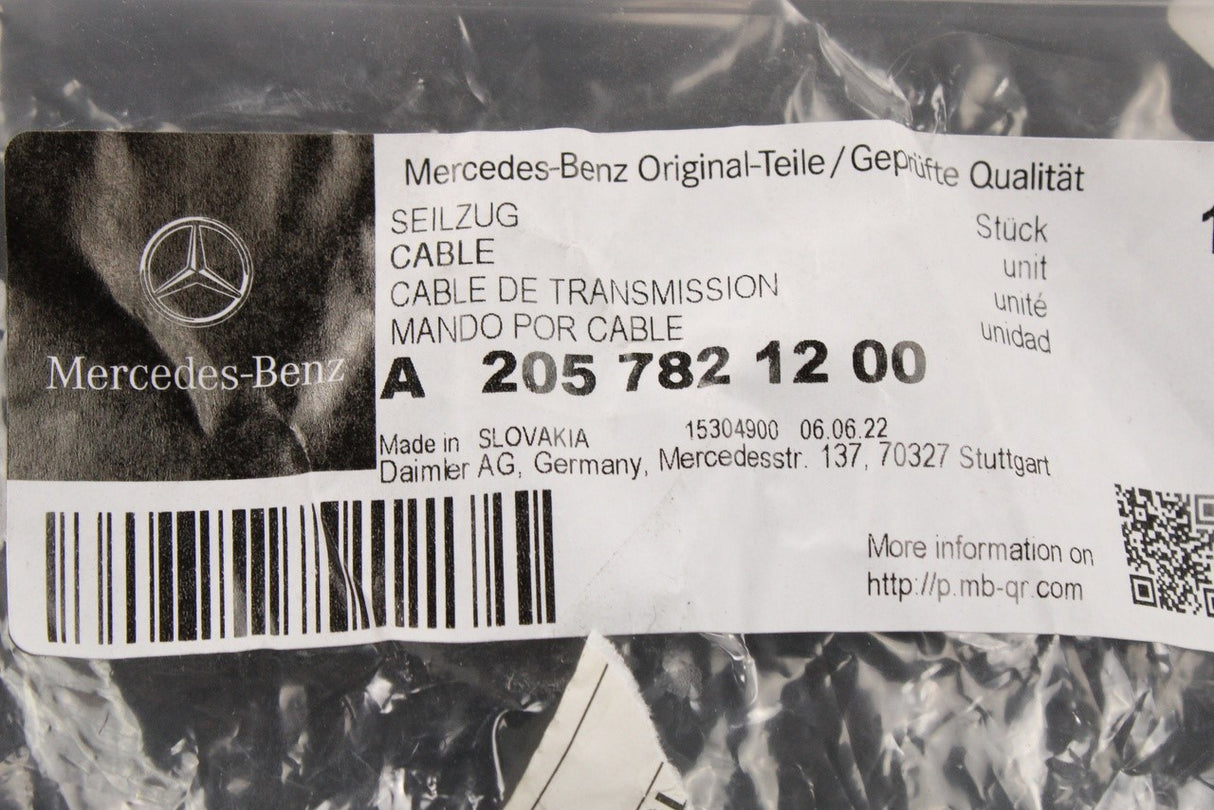 Mercedes-Benz Original-Teile/Geprüfte Qualität
SEILZUG Stück
CABLE unit
CABLE DE TRANSMISSION unité
MANDO POR CABLE unidad
Mercedes-Benz
A 205 782 12 00
Made in SLOVAKIA 15304900 06.06.22
Daimler AG, Germany, Mercedesstr. 137, 70327 Stuttgart
More information on
http://p.mb-qr.com